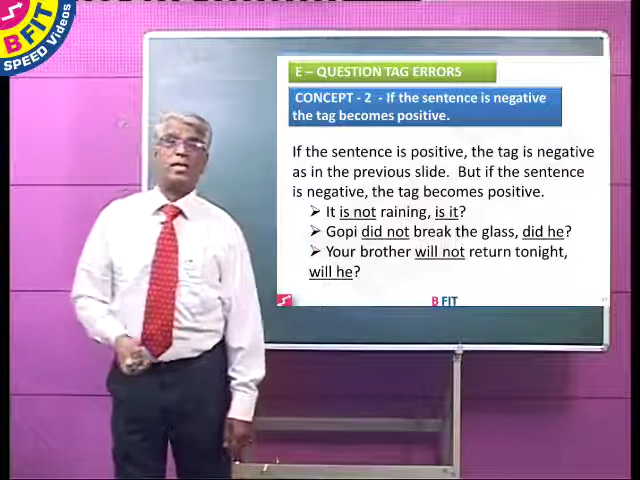 BFIT
SPEED Videos
E – QUESTION TAG ERRORS
CONCEPT - 2 - If the sentence is negative
the tag becomes positive.
If the sentence is positive, the tag is negative
as in the previous slide. But if the sentence
is negative, the tag becomes positive.
➢ It is not raining, is it?
➢ Gopi did not break the glass, did he?
➢ Your brother will not return tonight,
will he?
B FIT